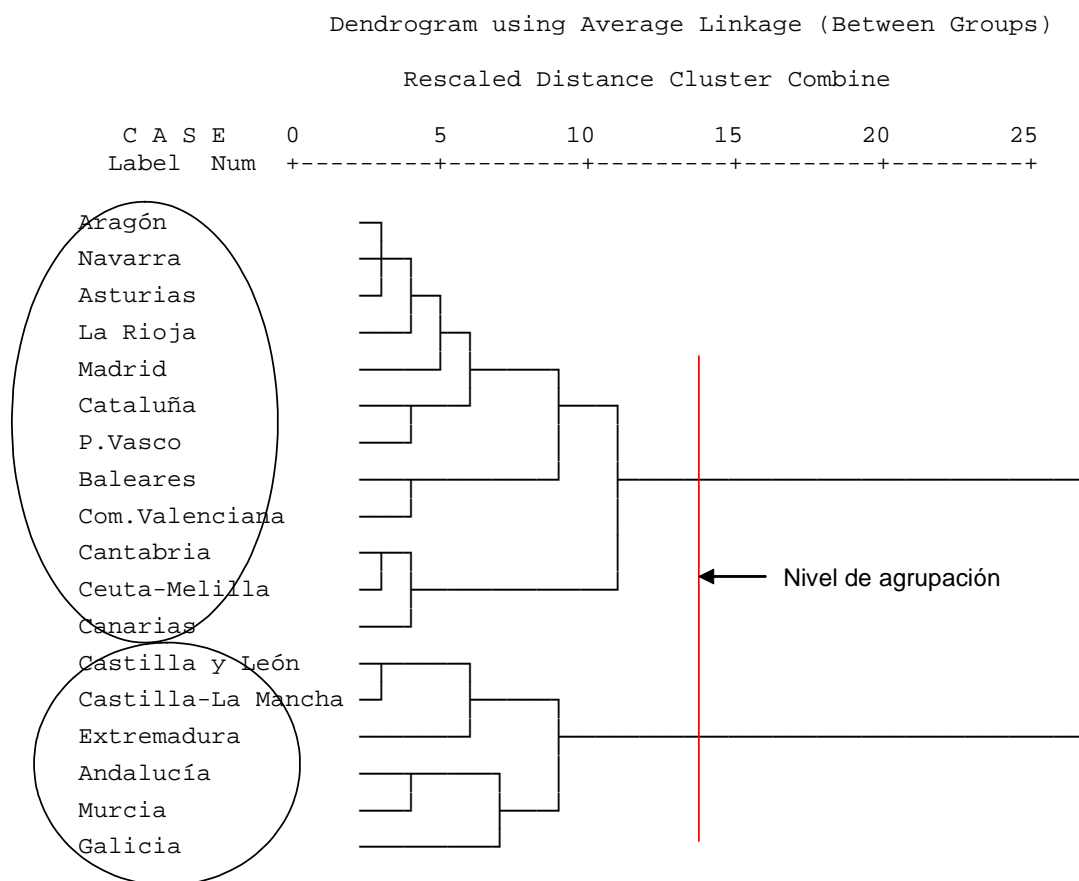 Dendrogram using Average Linkage (Between Groups)
Rescaled Distance Cluster Combine
C A S E 0 5 10 15 20 25
Label Num +---------+---------+---------+---------+---------+
Aragón
Navarra
Asturias
La Rioja
Madrid
Cataluña
P.Vasco
Baleares
Com.Valenciana
Cantabria
Ceuta-Melilla
Nivel de agrupación
Canarias
Castilla y León
Castilla-La Mancha
Extremadura
Andalucía
Murcia
Galicia